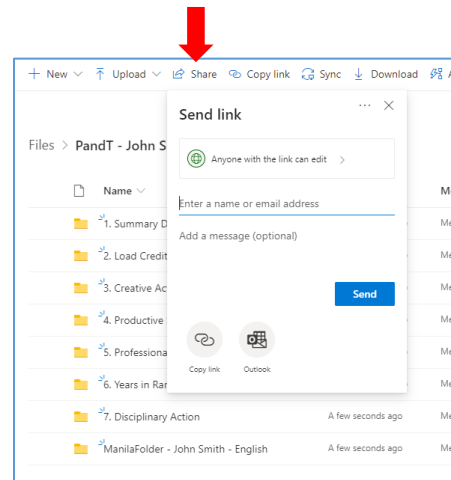 New Upload Share Copy link Sync Download A
Send link
Files > PandT - John S
Anyone with the link can edit
Name
Enter a name or email address
1. Summary D
Add a message (optional)
2. Load Credit
3. Creative Ac
Send
4. Productive
5. Professiona
Copy link Outlook
6. Years in Ran
7. Disciplinary Action A few seconds ago Me
ManilaFolder - John Smith - English A few seconds ago Me